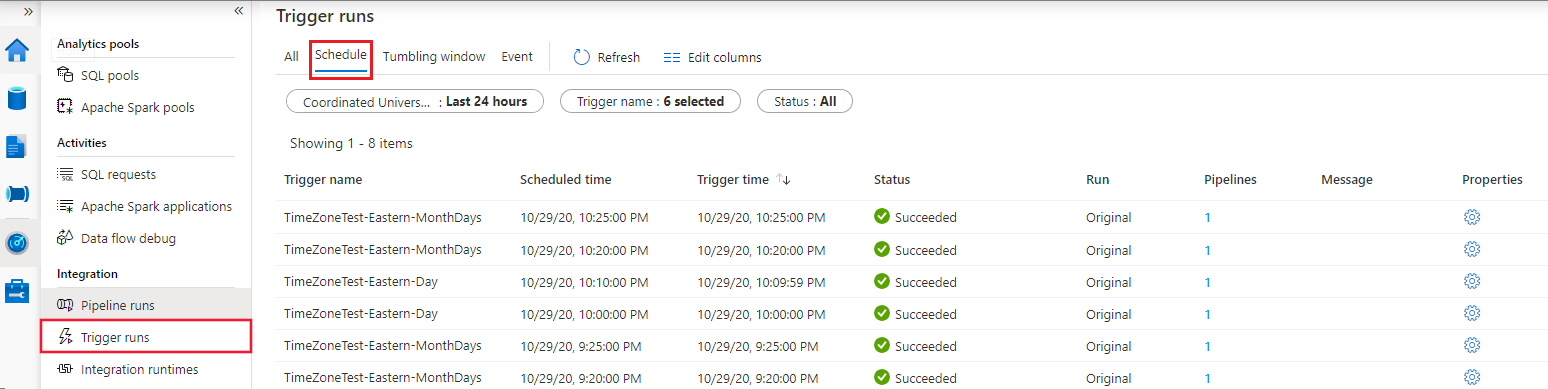 »
«
Analytics pools
SQL pools
Apache Spark pools
Activities
SQL requests
Apache Spark applications
Data flow debug
Integration
Pipeline runs
Trigger runs
Integration runtimes
Trigger runs
All Schedule Tumbling window Event Refresh Edit columns
Coordinated Univers... : Last 24 hours Trigger name : 6 selected Status : All
Showing 1 - 8 items
Trigger name Scheduled time Trigger time Status Run Pipelines Message Properties
TimeZoneTest-Eastern-MonthDays 10/29/20, 10:25:00 PM 10/29/20, 10:25:00 PM Succeeded Original 1
TimeZoneTest-Eastern-MonthDays 10/29/20, 10:20:00 PM 10/29/20, 10:20:00 PM Succeeded Original 1
TimeZoneTest-Eastern-Day 10/29/20, 10:10:00 PM 10/29/20, 10:09:59 PM Succeeded Original 1
TimeZoneTest-Eastern-Day 10/29/20, 10:00:00 PM 10/29/20, 10:00:00 PM Succeeded Original 1
TimeZoneTest-Eastern-MonthDays 10/29/20, 9:25:00 PM 10/29/20, 9:25:00 PM Succeeded Original 1
TimeZoneTest-Eastern-MonthDays 10/29/20, 9:20:00 PM 10/29/20, 9:20:00 PM Succeeded Original 1